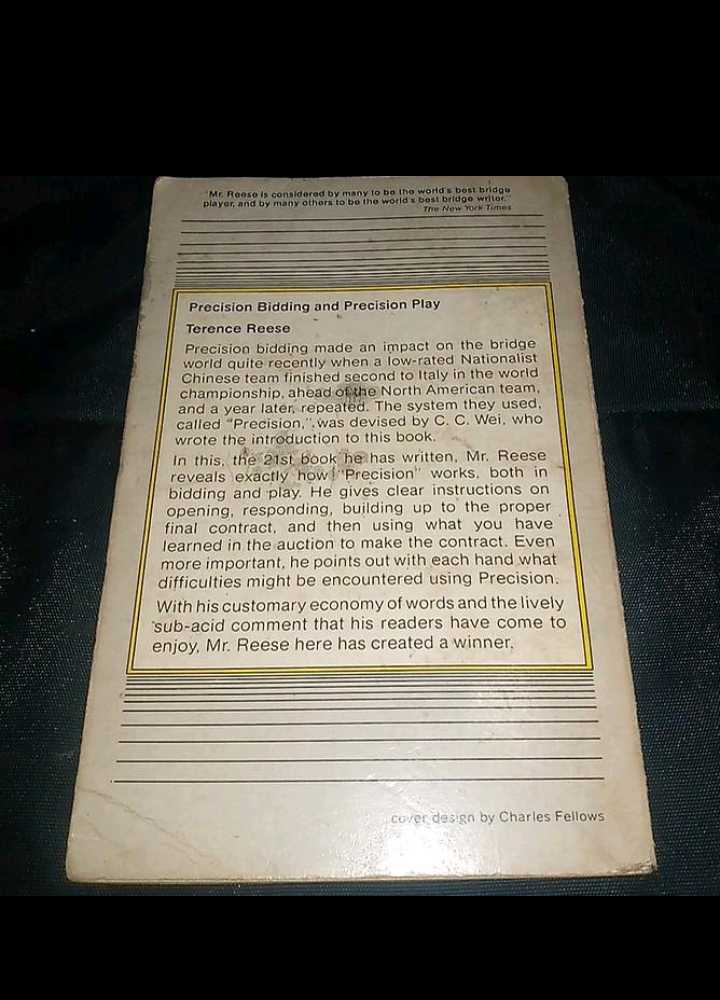 "Mr. Reese is considered by many to be the world's best bridge
player, and by many others to be the world's best bridge writer."
The New York Times
Precision Bidding and Precision Play
Terence Reese
Precision bidding made an impact on the bridge
world quite recently when a low-rated Nationalist
Chinese team finished second to Italy in the world
championship, ahead of the North American team,
and a year later, repeated. The system they used,
called "Precision," was devised by C. C. Wei, who
wrote the introduction to this book.
In this, the 21st book he has written, Mr. Reese
reveals exactly how "Precision" works, both in
bidding and play. He gives clear instructions on
opening, responding, building up to the proper
final contract, and then using what you have
learned in the auction to make the contract. Even
more important, he points out with each hand what
difficulties might be encountered using Precision.
With his customary economy of words and the lively
sub-acid comment that his readers have come to
enjoy, Mr. Reese here has created a winner.
cover design by Charles Fellows